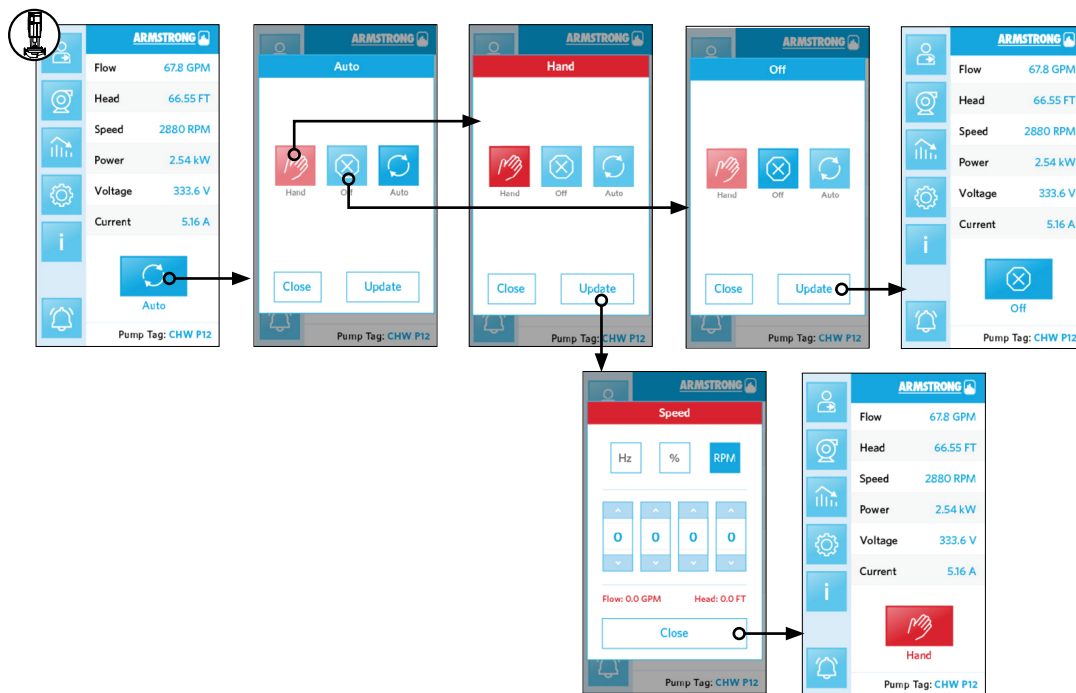 ARMSTRONG
Flow 67.8 GPM
Head 66.55 FT
Speed 2880 RPM
Power 2.54 kW
Voltage 333.6 V
Current 5.16 A
i
Auto
Pump Tag: CHW P12
ARMSTRONG
Auto
Hand Off Auto
Close Update
Pump Tag: CHW P12
ARMSTRONG
Hand
Hand Off Auto
Close Update
Pump Tag: CHW P12
ARMSTRONG
Off
Hand Off Auto
Close Update
Pump Tag: CHW P12
ARMSTRONG
Flow 67.8 GPM
Head 66.55 FT
Speed 2880 RPM
Power 2.54 kW
Voltage 333.6 V
Current 5.16 A
i
Off
Pump Tag: CHW P12
ARMSTRONG
Speed
Hz % RPM
0 0 0 0
Flow: 0.0 GPM Head: 0.0 FT
Close
Pump Tag: CHW P12
ARMSTRONG
Flow 67.8 GPM
Head 66.55 FT
Speed 2880 RPM
Power 2.54 kW
Voltage 333.6 V
Current 5.16 A
i
Hand
Pump Tag: CHW P12